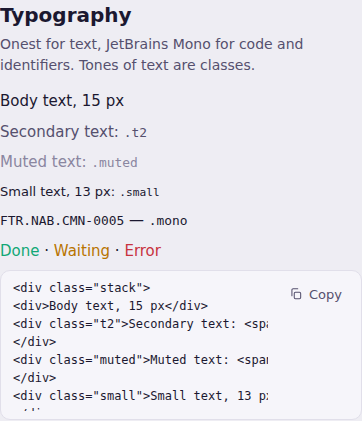 Typography
Onest for text, JetBrains Mono for code and
identifiers. Tones of text are classes.
Body text, 15 px
Secondary text: .t2
Muted text: .muted
Small text, 13 px: .small
FTR.NAB.CMN-0005 — .mono
Done · Waiting · Error
Copy
<div class="stack">
<div>Body text, 15 px</div>
<div class="t2">Secondary text: <spa
</div>
<div class="muted">Muted text: <span
</div>
<div class="small">Small text, 13 px